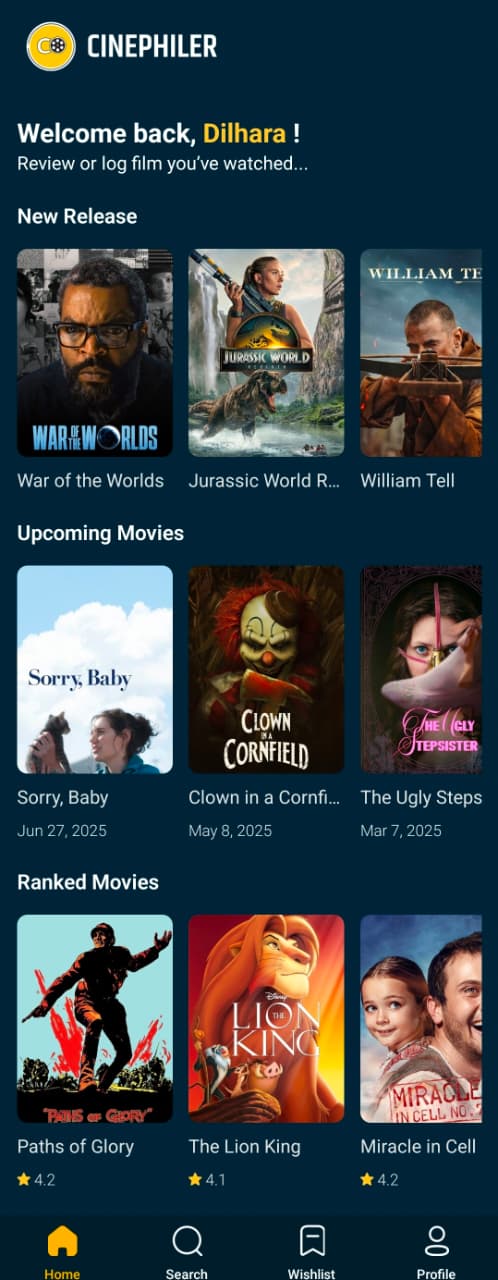 CO
CINEPHILER
Welcome back, Dilhara !
Review or log film you’ve watched...
New Release
WAR OF THE WORLDS
JURASSIC WORLD
REBIRTH
WILLIAM TE
War of the Worlds
Jurassic World R...
William Tell
Upcoming Movies
Sorry, Baby
CLOWN
IN A
CORNFIELD
THE UGLY
STEPSISTER
Sorry, Baby
Clown in a Cornfi...
The Ugly Steps
Jun 27, 2025
May 8, 2025
Mar 7, 2025
Ranked Movies
"PATHS OF GLORY"
Disney
THE
LION
KING
MIRACLE
IN CELL NO. 7
Paths of Glory
The Lion King
Miracle in Cell
4.2
4.1
4.2
Home
Search
Wishlist
Profile